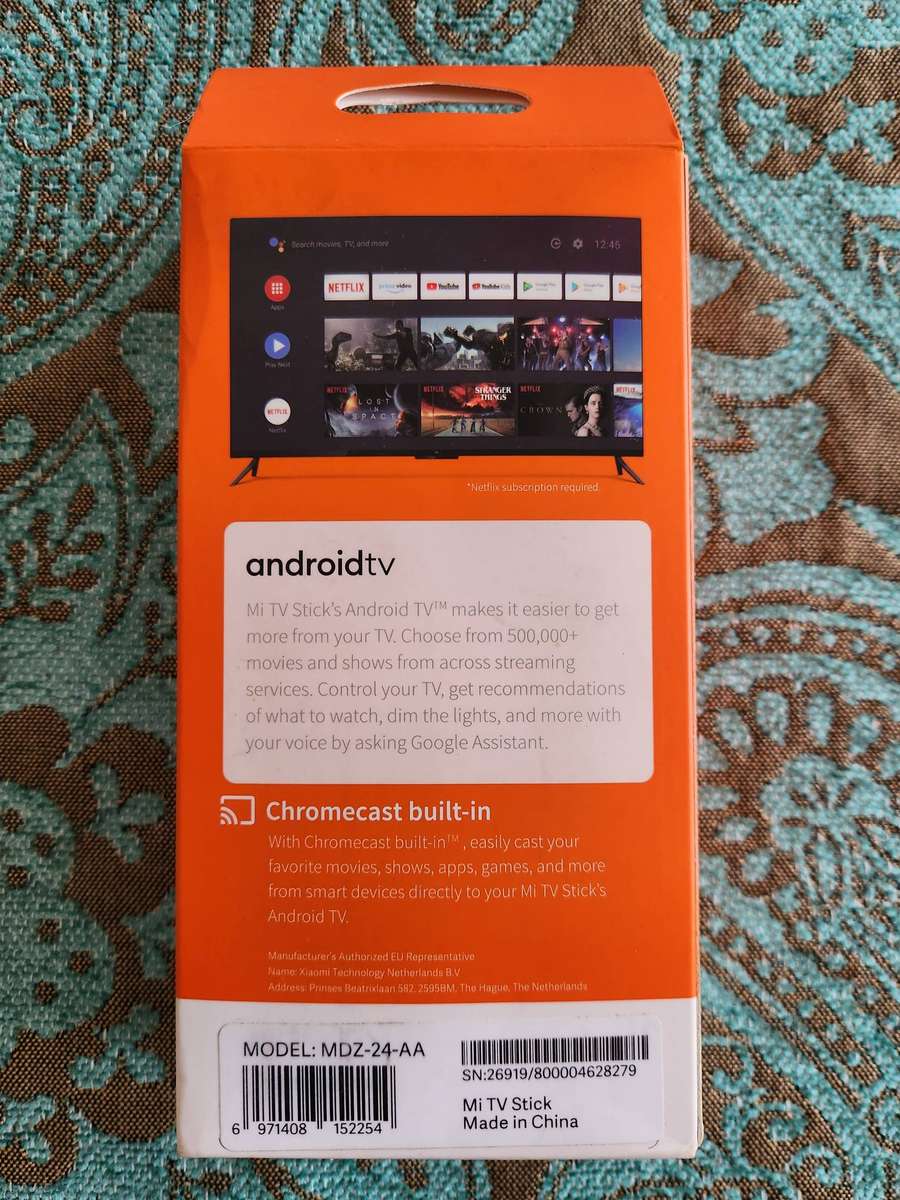 Search movies, TV, and more
12:45
NETFLIX prime video YouTube YouTube Kids Google Play Google Play
Apps
Play Next
NETFLIX NETFLIX NETFLIX NETFLIX
LOST IN SPACE
STRANGER THINGS
CROWN
NETFLIX
Netflix
*Netflix subscription required.
androidtv
Mi TV Stick's Android TV™ makes it easier to get
more from your TV. Choose from 500,000+
movies and shows from across streaming
services. Control your TV, get recommendations
of what to watch, dim the lights, and more with
your voice by asking Google Assistant.
Chromecast built-in
With Chromecast built-in™, easily cast your
favorite movies, shows, apps, games, and more
from smart devices directly to your Mi TV Stick's
Android TV.
Manufacturer's Authorized EU Representative
Name: Xiaomi Technology Netherlands B.V
Address: Prinses Beatrixlaan 582, 2595BM, The Hague, The Netherlands
MODEL: MDZ-24-AA
6 971408 152254
SN:26919/800004628279
Mi TV Stick
Made in China